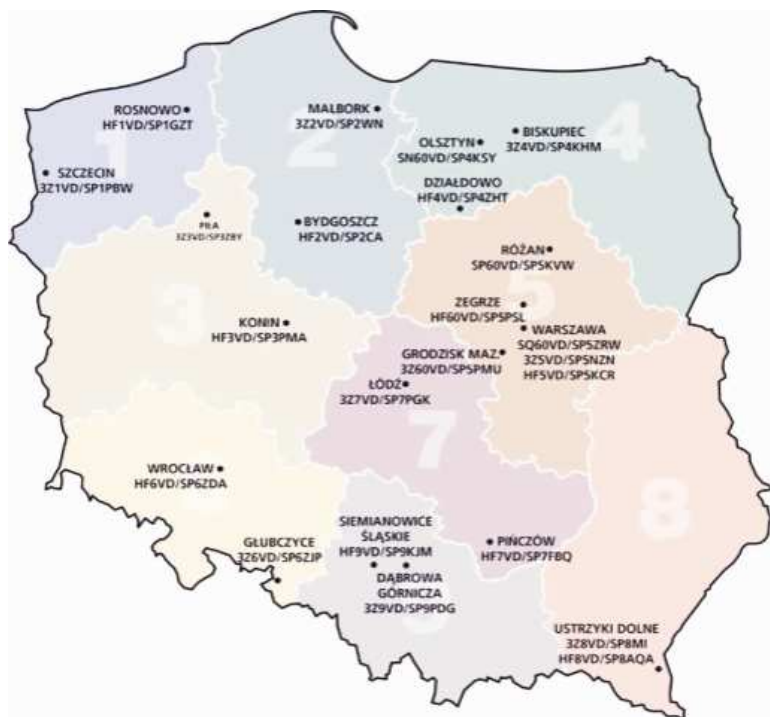 1
ROSNOWO
HF1VD/SP1GZT
SZCZECIN
3Z1VD/SP1PBW
2
MALBORK
3Z2VD/SP2WN
BYDGOSZCZ
HF2VD/SP2CA
4
OLSZTYN
SN60VD/SP4KSY
BISKUPIEC
3Z4VD/SP4KHM
DZIAŁDOWO
HF4VD/SP4ZHT
3
PIŁA
3Z3VD/SP3ZBY
KONIN
HF3VD/SP3PMA
5
RÓŻAN
SP60VD/SP5KVW
ZEGRZE
HF60VD/SP5PSL
WARSZAWA
SQ60VD/SP5ZRW
3Z5VD/SP5NZN
HF5VD/SP5KCR
GRODZISK MAZ.
3Z60VD/SP5PMU
7
ŁÓDŹ
3Z7VD/SP7PGK
PIŃCZÓW
HF7VD/SP7FBQ
WROCŁAW
HF6VD/SP6ZDA
GŁUBCZYCE
3Z6VD/SP6ZJP
SIEMIANOWICE
ŚLĄSKIE
HF9VD/SP9KJM
DĄBROWA
GÓRNICZA
3Z9VD/SP9PDG
8
USTRZYKI DOLNE
3Z8VD/SP8MI
HF8VD/SP8AQA